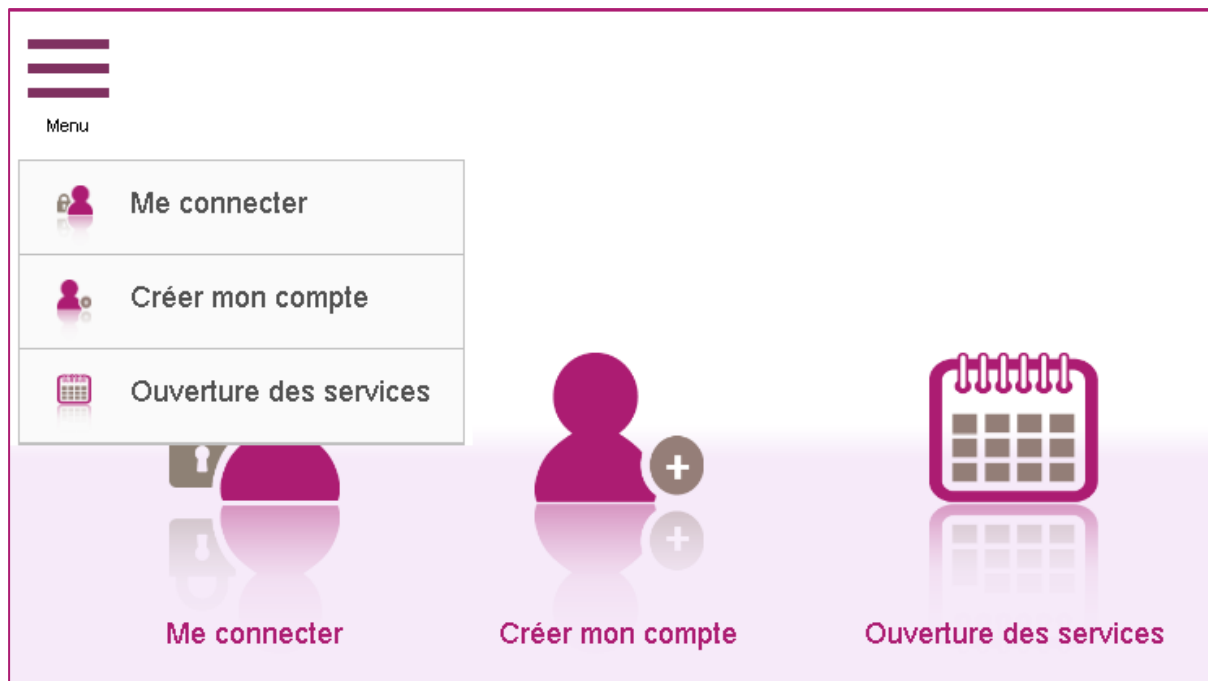 Menu
Me connecter
Créer mon compte
Ouverture des services
Me connecter
Créer mon compte
Ouverture des services